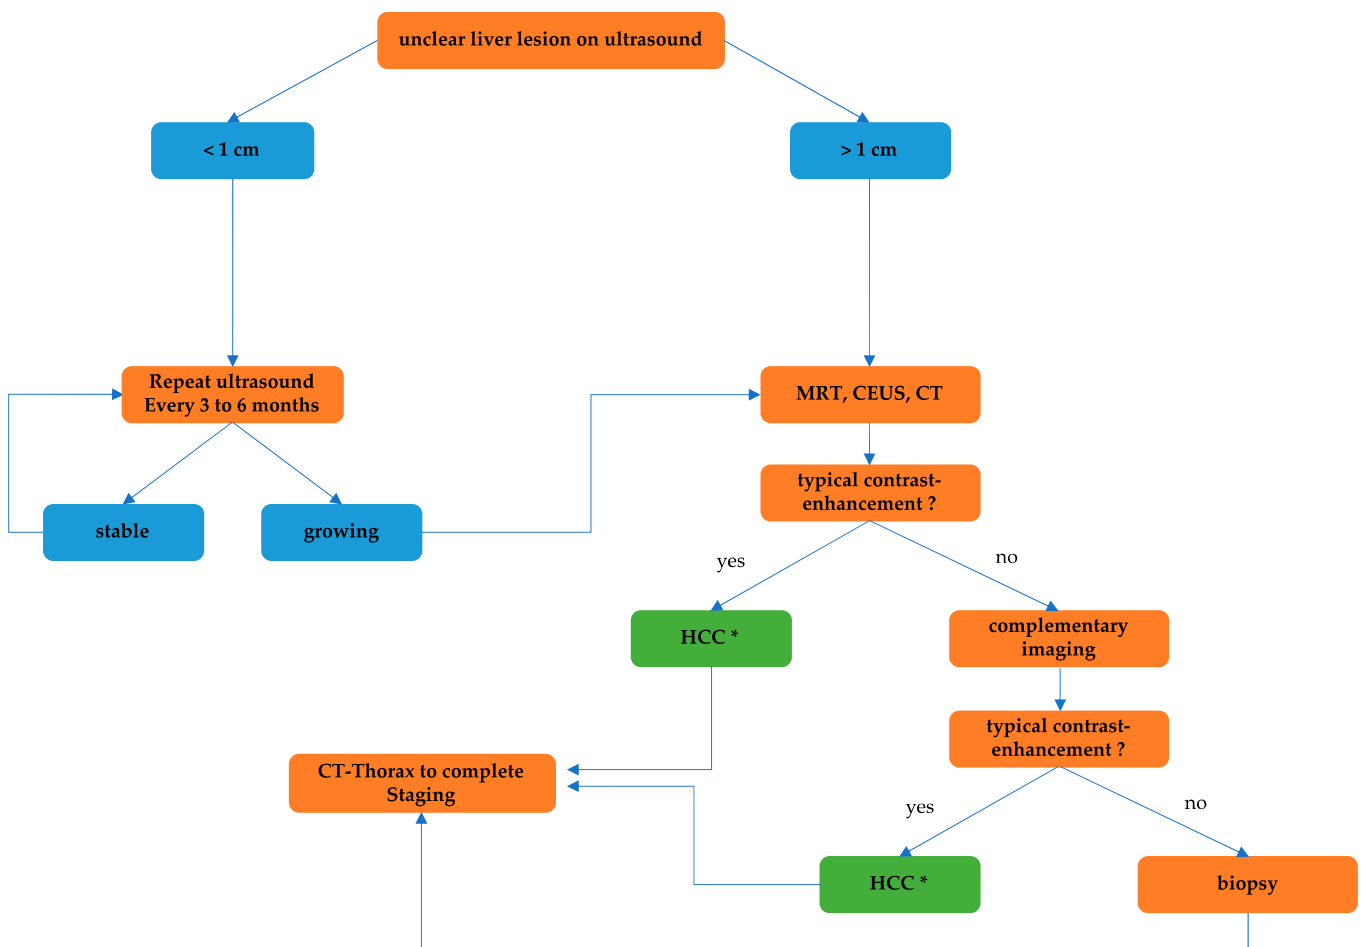 unclear liver lesion on ultrasound
< 1 cm
> 1 cm
Repeat ultrasound
Every 3 to 6 months
MRT, CEUS, CT
stable
growing
typical contrast-
enhancement ?
yes
no
HCC *
complementary
imaging
typical contrast-
enhancement ?
CT-Thorax to complete
Staging
yes
no
HCC *
biopsy